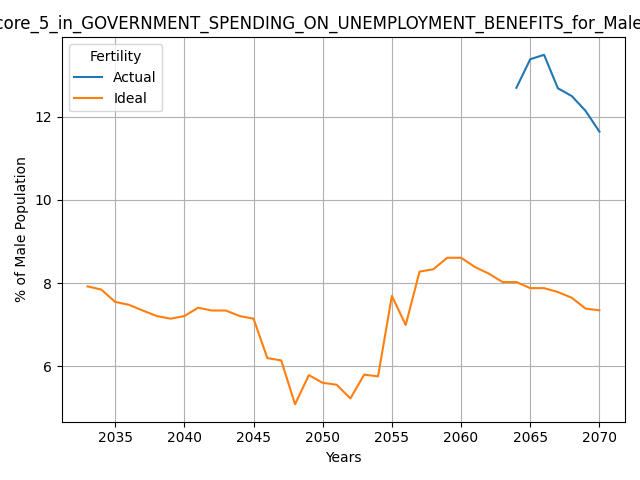 core_5_in_GOVERNMENT_SPENDING_ON_UNEMPLOYMENT_BENEFITS_for_Male
Fertility
Actual
Ideal
12
10
8
6
% of Male Population
2035 2040 2045 2050 2055 2060 2065 2070
Years